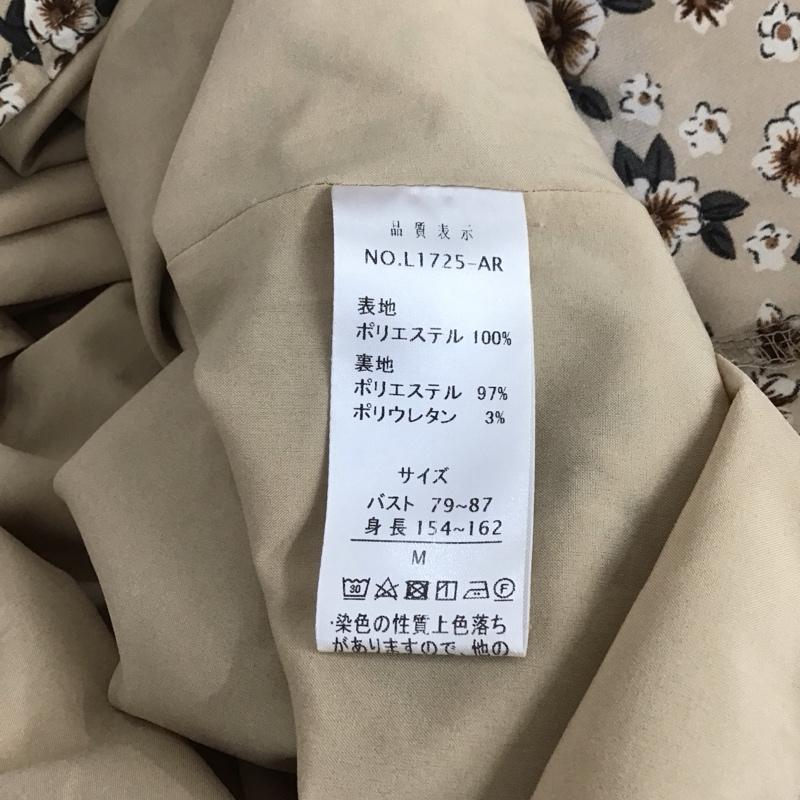 品質表示
NO.L1725-AR
表地
ポリエステル 100%
裏地
ポリエステル 97%
ポリウレタン 3%
サイズ
バスト 79~87
身長 154~162
M
30 F
·染色の性質上色落ち
がありますので、他の